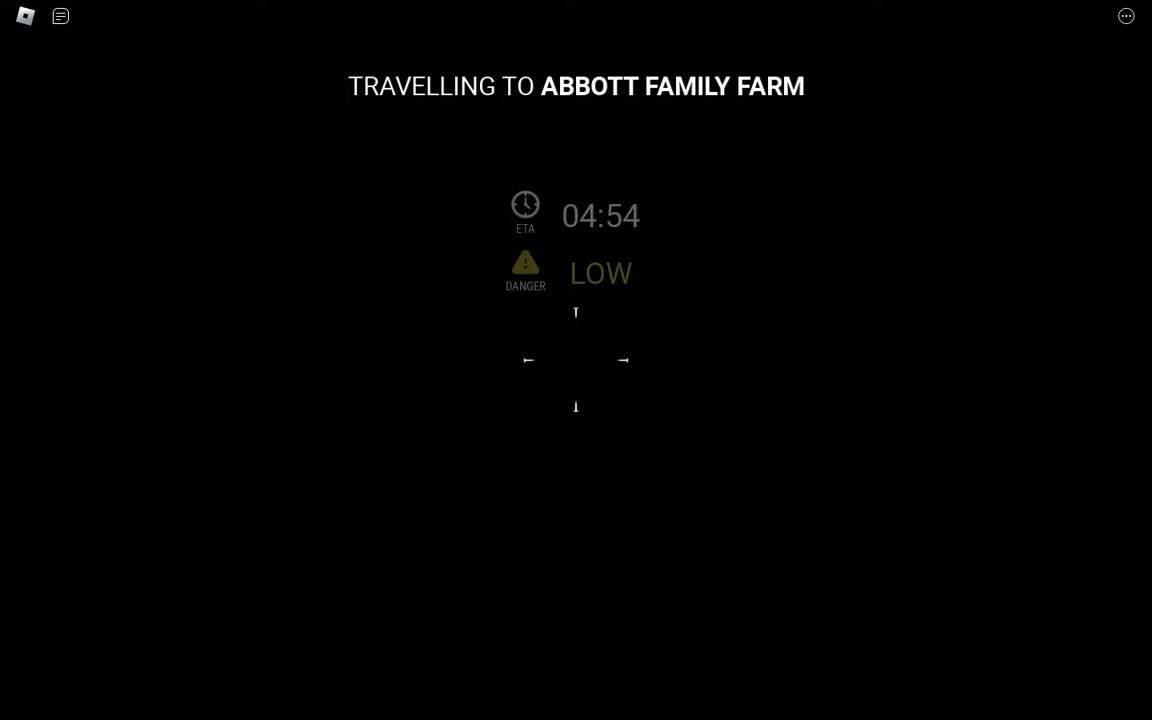 TRAVELLING TO ABBOTT FAMILY FARM
04:54
ETA
LOW
DANGER